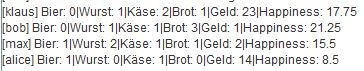 [klaus] Bier: 0|Wurst: 1|Käse: 2|Brot: 1|Geld: 23|Happiness: 17.75
[bob] Bier: 0|Wurst: 1|Käse: 1|Brot: 3|Geld: 1|Happiness: 21.25
[max] Bier: 1|Wurst: 2|Käse: 1|Brot: 1|Geld: 2|Happiness: 15.5
[alice] Bier: 1|Wurst: 0|Käse: 1|Brot: 0|Geld: 14|Happiness: 8.5